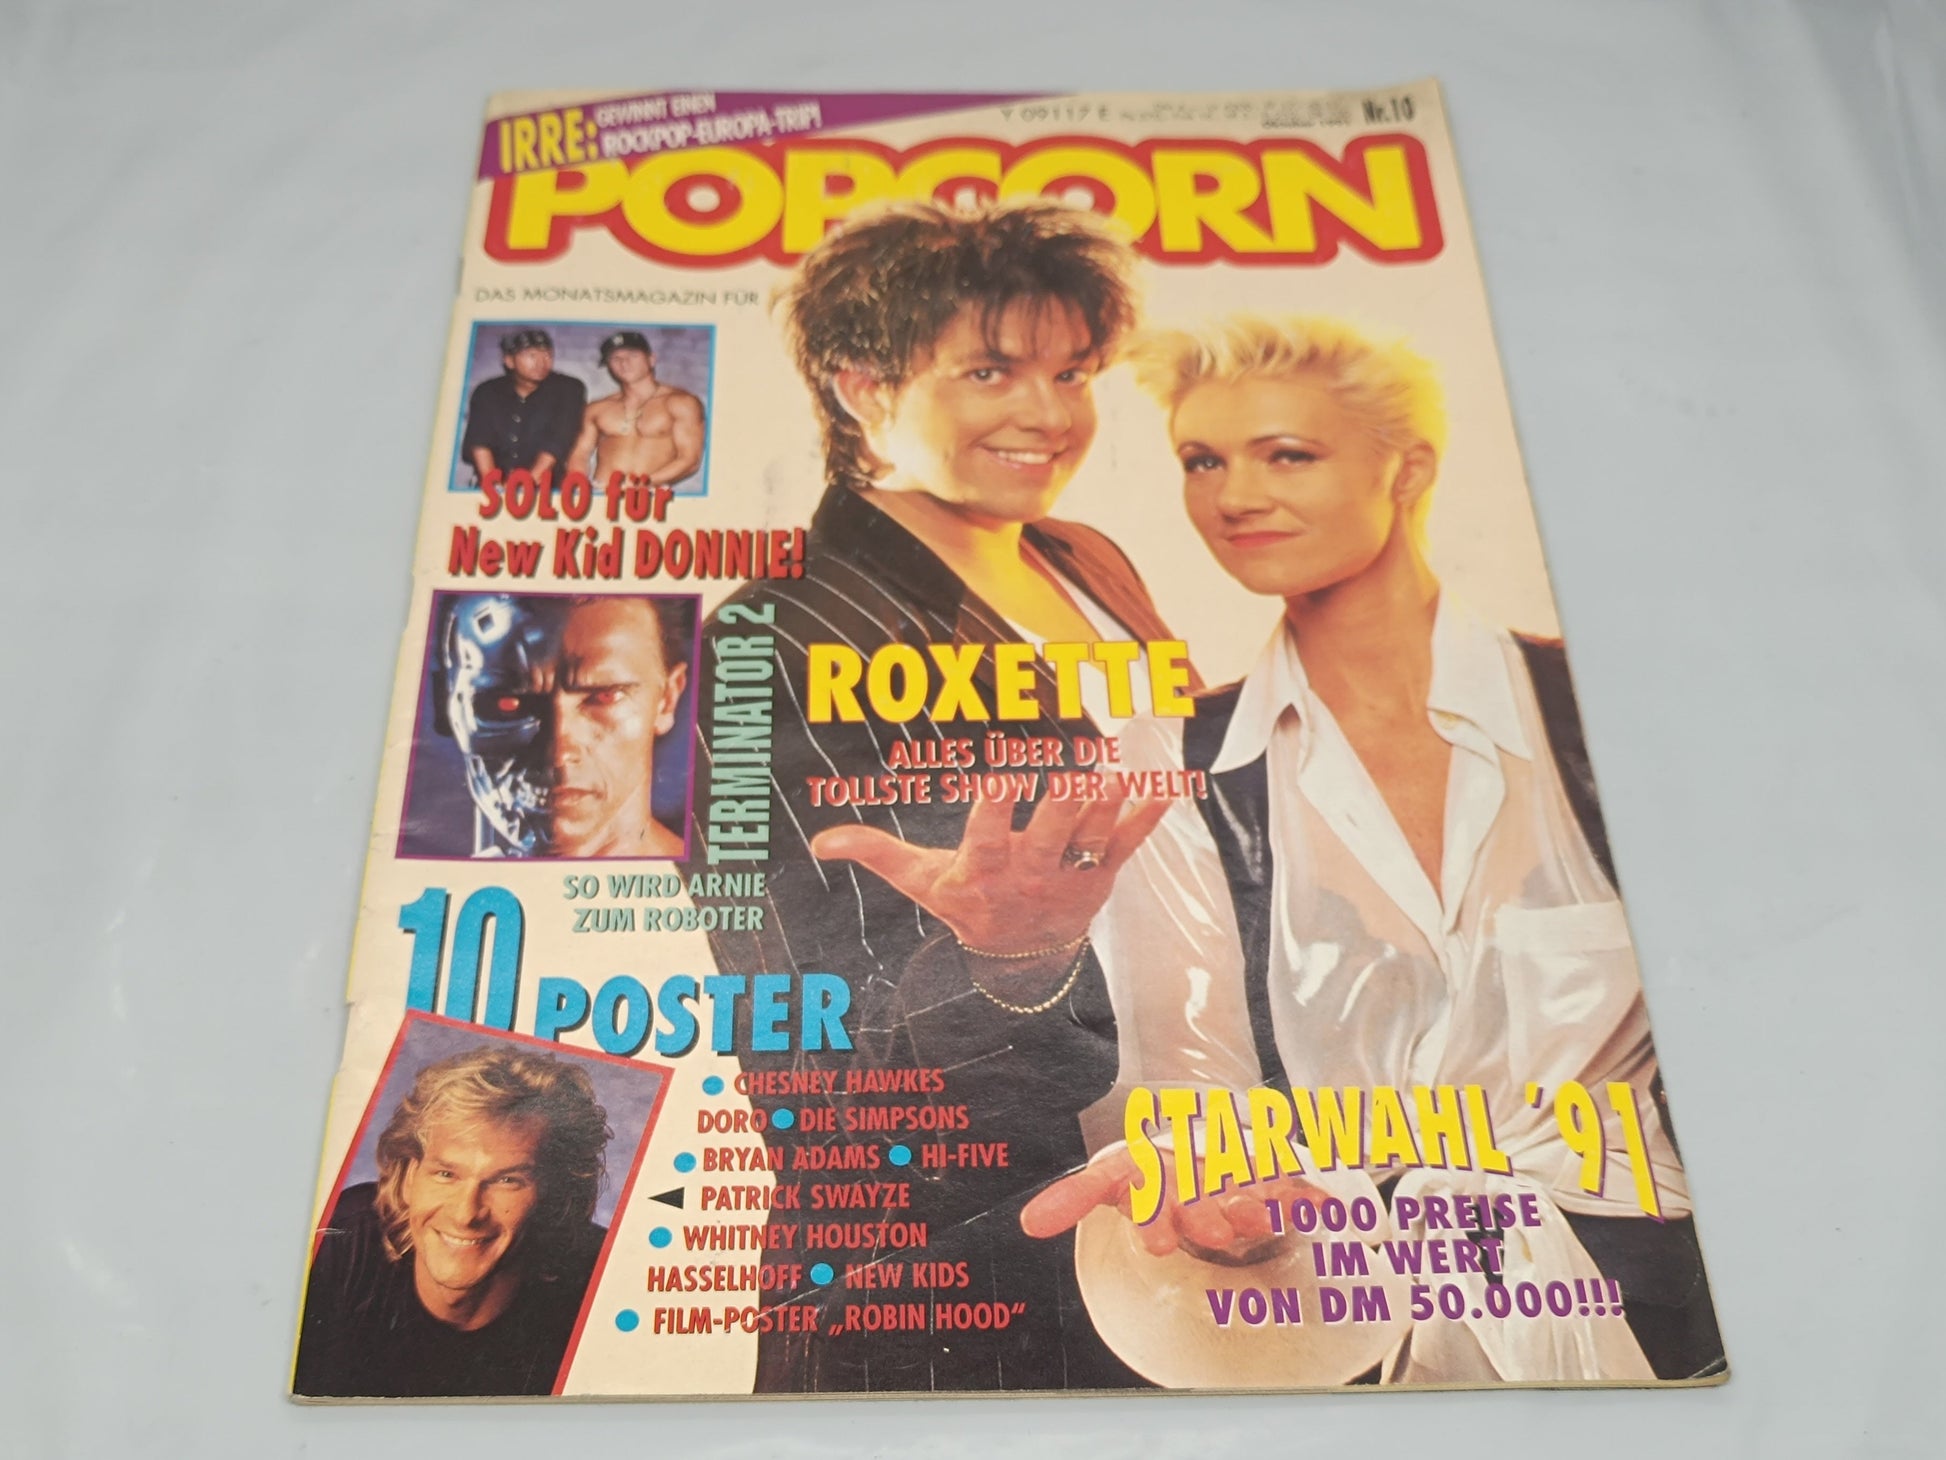 IRRE: GEWINNT EINEN
ROCKPOP-EUROPA-TRIP!
Y 09117 E
Nr.10
POPCORN
DAS MONATSMAGAZIN FÜR
SOLO für
New Kid DONNIE!
TERMINATOR 2
SO WIRD ARNIE
ZUM ROBOTER
ROXETTE
ALLES ÜBER DIE
TOLLSTE SHOW DER WELT!
10 POSTER
CHESNEY HAWKES
DORO ● DIE SIMPSONS
BRYAN ADAMS ● HI-FIVE
PATRICK SWAYZE
WHITNEY HOUSTON
HASSELHOFF ● NEW KIDS
FILM-POSTER „ROBIN HOOD“
STARWAHL '91
1000 PREISE
IM WERT
VON DM 50.000!!!